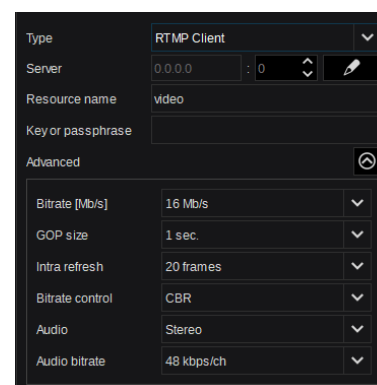 Type RTMP Client
Server 0.0.0.0 : 0
Resource name video
Key or passphrase
Advanced
Bitrate [Mb/s] 16 Mb/s
GOP size 1 sec.
Intra refresh 20 frames
Bitrate control CBR
Audio Stereo
Audio bitrate 48 kbps/ch